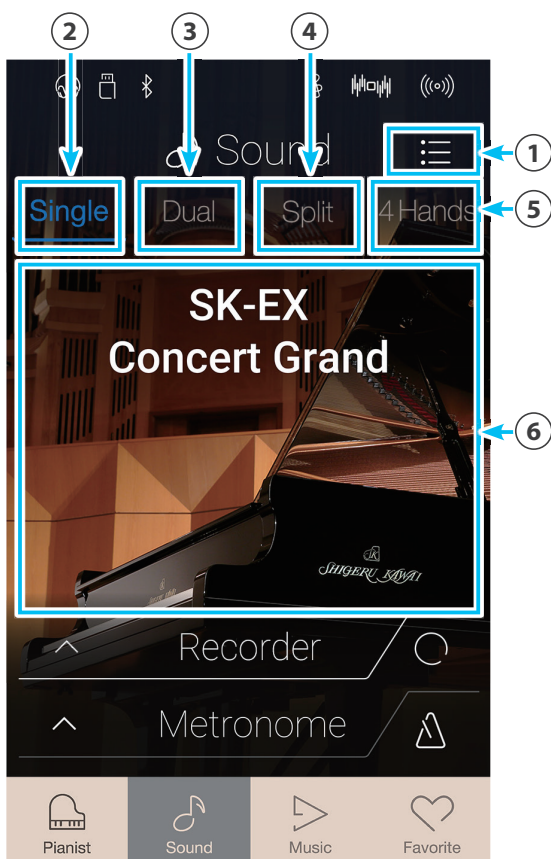 2 3 4
Sound
1
Single Dual Split 4 Hands
5
SK-EX
Concert Grand
6
SK
SHIGERU KAWAI
Recorder
Metronome
Pianist Sound Music Favorite